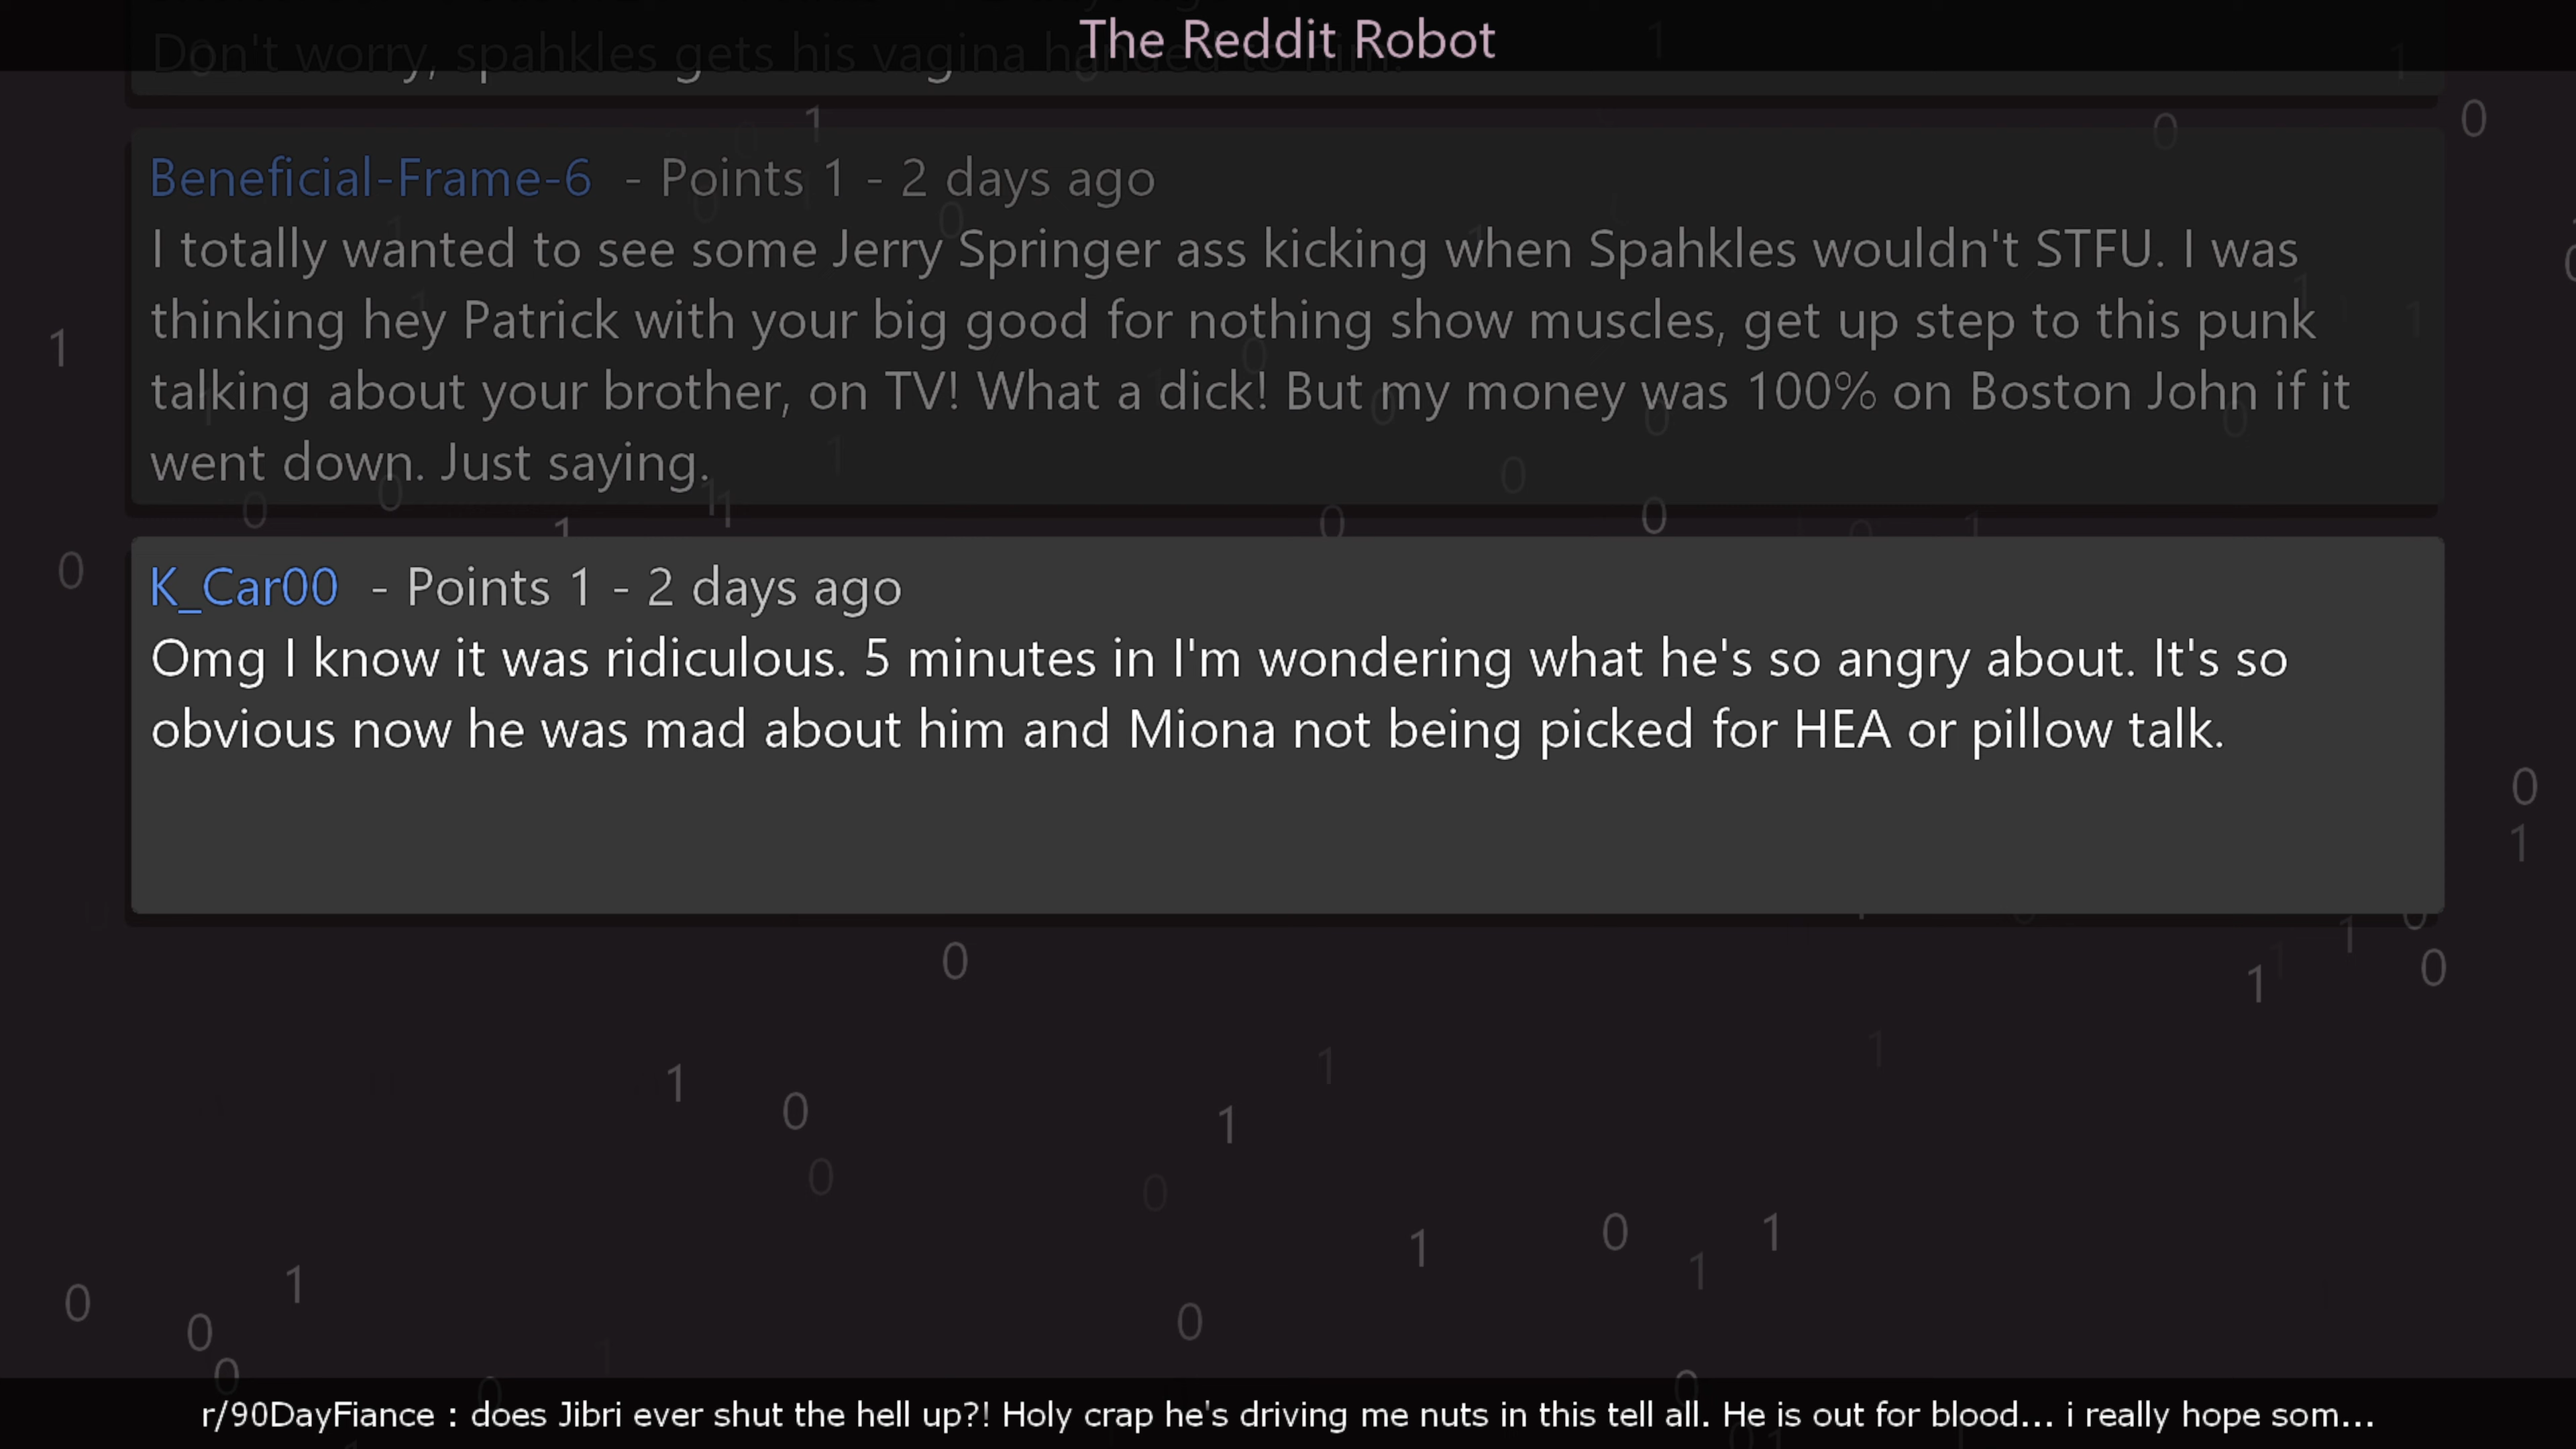 The Reddit Robot
Don't worry, spahkles gets his vagina handed to him!
Beneficial-Frame-6 - Points 1 - 2 days ago
I totally wanted to see some Jerry Springer ass kicking when Spahkles wouldn't STFU. I was
thinking hey Patrick with your big good for nothing show muscles, get up step to this punk
talking about your brother, on TV! What a dick! But my money was 100% on Boston John if it
went down. Just saying.
K_Car00 - Points 1 - 2 days ago
Omg I know it was ridiculous. 5 minutes in I'm wondering what he's so angry about. It's so
obvious now he was mad about him and Miona not being picked for HEA or pillow talk.
r/90DayFiance : does Jibri ever shut the hell up?! Holy crap he's driving me nuts in this tell all. He is out for blood... i really hope som...